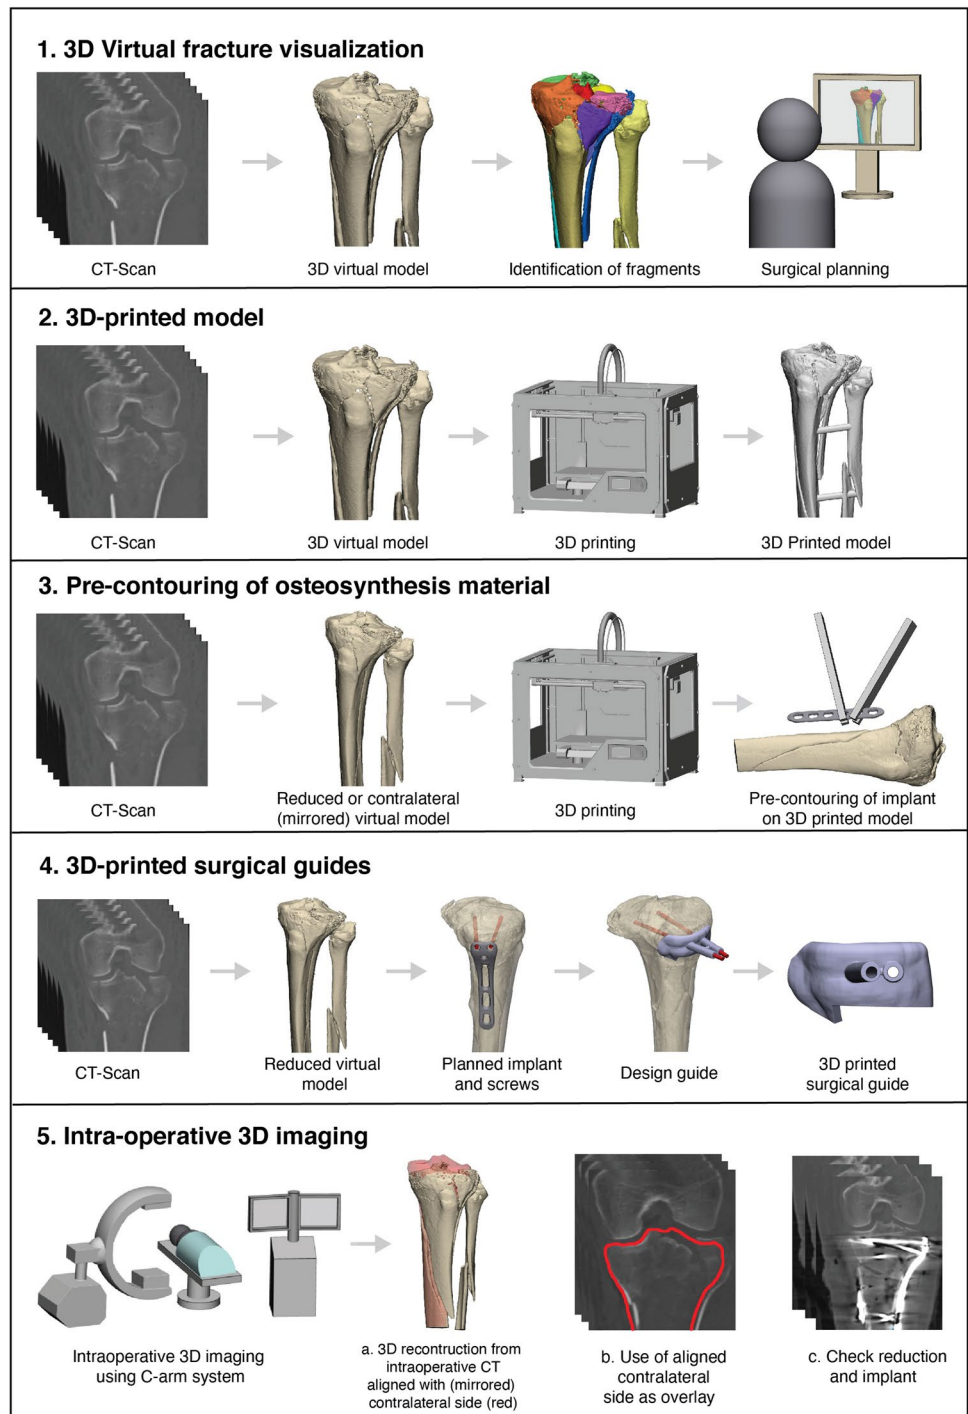 1. 3D Virtual fracture visualization
CT-Scan
3D virtual model
Identification of fragments
Surgical planning
2. 3D-printed model
CT-Scan
3D virtual model
3D printing
3D Printed model
3. Pre-contouring of osteosynthesis material
CT-Scan
Reduced or contralateral
(mirrored) virtual model
3D printing
Pre-contouring of implant
on 3D printed model
4. 3D-printed surgical guides
CT-Scan
Reduced virtual
model
Planned implant
and screws
Design guide
3D printed
surgical guide
5. Intra-operative 3D imaging
Intraoperative 3D imaging
using C-arm system
a. 3D recontruction from
intraoperative CT
aligned with (mirrored)
contralateral side (red)
b. Use of aligned
contralateral
side as overlay
c. Check reduction
and implant